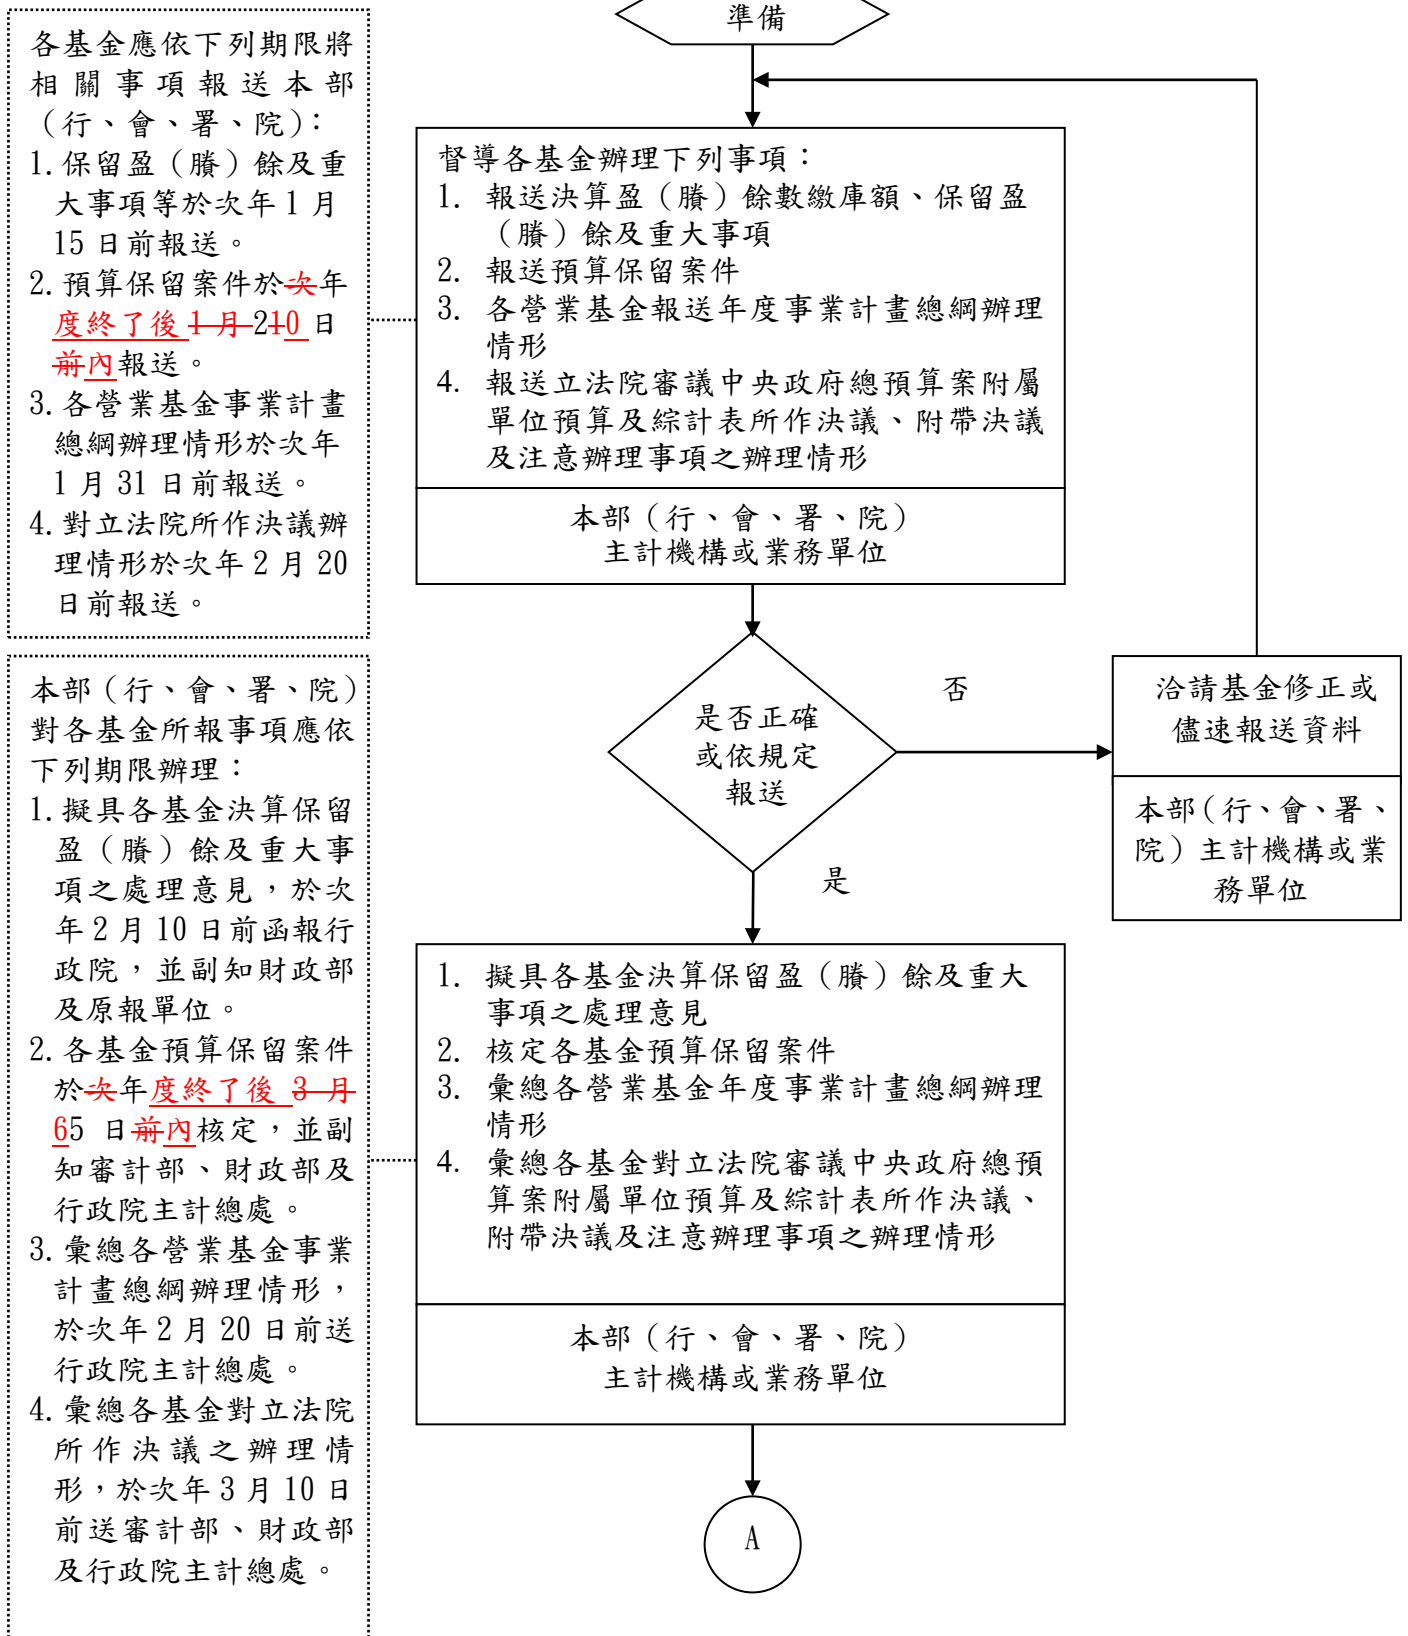 準備
各基金應依下列期限將
相關事項報送本部
（行、會、署、院）：
1.保留盈（賸）餘及重
大事項等於次年1月
15日前報送。
2.預算保留案件於次年
度終了後1月210日
前內報送。
3.各營業基金事業計畫
總綱辦理情形於次年
1月31日前報送。
4.對立法院所作決議辦
理情形於次年2月20
日前報送。
督導各基金辦理下列事項：
1. 報送決算盈（賸）餘數繳庫額、保留盈
（賸）餘及重大事項
2. 報送預算保留案件
3. 各營業基金報送年度事業計畫總綱辦理
情形
4. 報送立法院審議中央政府總預算案附屬
單位預算及綜計表所作決議、附帶決議
及注意辦理事項之辦理情形
本部（行、會、署、院）
主計機構或業務單位
是否正確
或依規定
報送
否
洽請基金修正或
儘速報送資料
本部（行、會、署、
院）主計機構或業
務單位
是
本部（行、會、署、院）
對各基金所報事項應依
下列期限辦理：
1.擬具各基金決算保留
盈（賸）餘及重大事
項之處理意見，於次
年2月10日前函報行
政院，並副知財政部
及原報單位。
2.各基金預算保留案件
於次年度終了後 3月
65 日前內核定，並副
知審計部、財政部及
行政院主計總處。
3.彙總各營業基金事業
計畫總綱辦理情形，
於次年2月20日前送
行政院主計總處。
4.彙總各基金對立法院
所作決議之辦理情
形，於次年3月10日
前送審計部、財政部
及行政院主計總處。
1. 擬具各基金決算保留盈（賸）餘及重大
事項之處理意見
2. 核定各基金預算保留案件
3. 彙總各營業基金年度事業計畫總綱辦理
情形
4. 彙總各基金對立法院審議中央政府總預
算案附屬單位預算及綜計表所作決議、
附帶決議及注意辦理事項之辦理情形
本部（行、會、署、院）
主計機構或業務單位
A